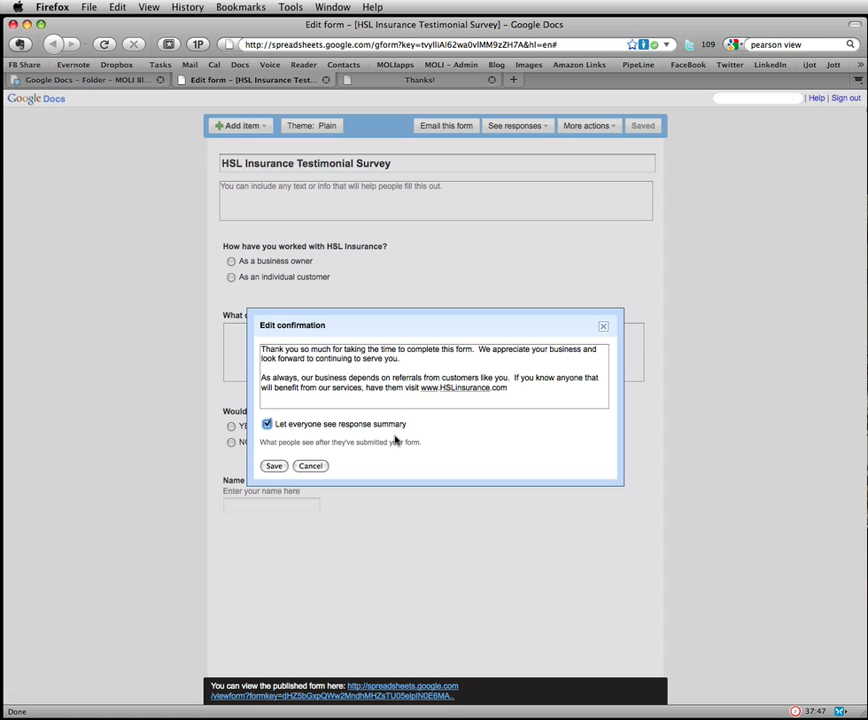 Firefox File Edit View History Bookmarks Tools Window Help
Edit form – [HSL Insurance Testimonial Survey] – Google Docs
1P http://spreadsheets.google.com/gform?key=tvylliAl62wa0vlMM9zZH7A&hl=en# 109 pearson view
FB Share Evernote Dropbox Tasks Mail Cal Docs Voice Reader Contacts MOLIapps MOLI - Admin Blog Images Amazon Links PipeLine FaceBook Twitter LinkedIn iJot Jott
Google Docs – Folder – MOLI Bl... Edit form – [HSL Insurance Test... Thanks!
Google Docs | Help | Sign out
Add item Theme: Plain Email this form See responses More actions Saved
HSL Insurance Testimonial Survey
You can include any text or info that will help people fill this out.
How have you worked with HSL Insurance?
As a business owner
As an individual customer
What
Edit confirmation
Thank you so much for taking the time to complete this form. We appreciate your business and
look forward to continuing to serve you.
As always, our business depends on referrals from customers like you. If you know anyone that
will benefit from our services, have them visit www.HSLinsurance.com
Would
Let everyone see response summary
What people see after they've submitted your form.
Save Cancel
Name
Enter your name here
You can view the published form here: http://spreadsheets.google.com
Done 37:47